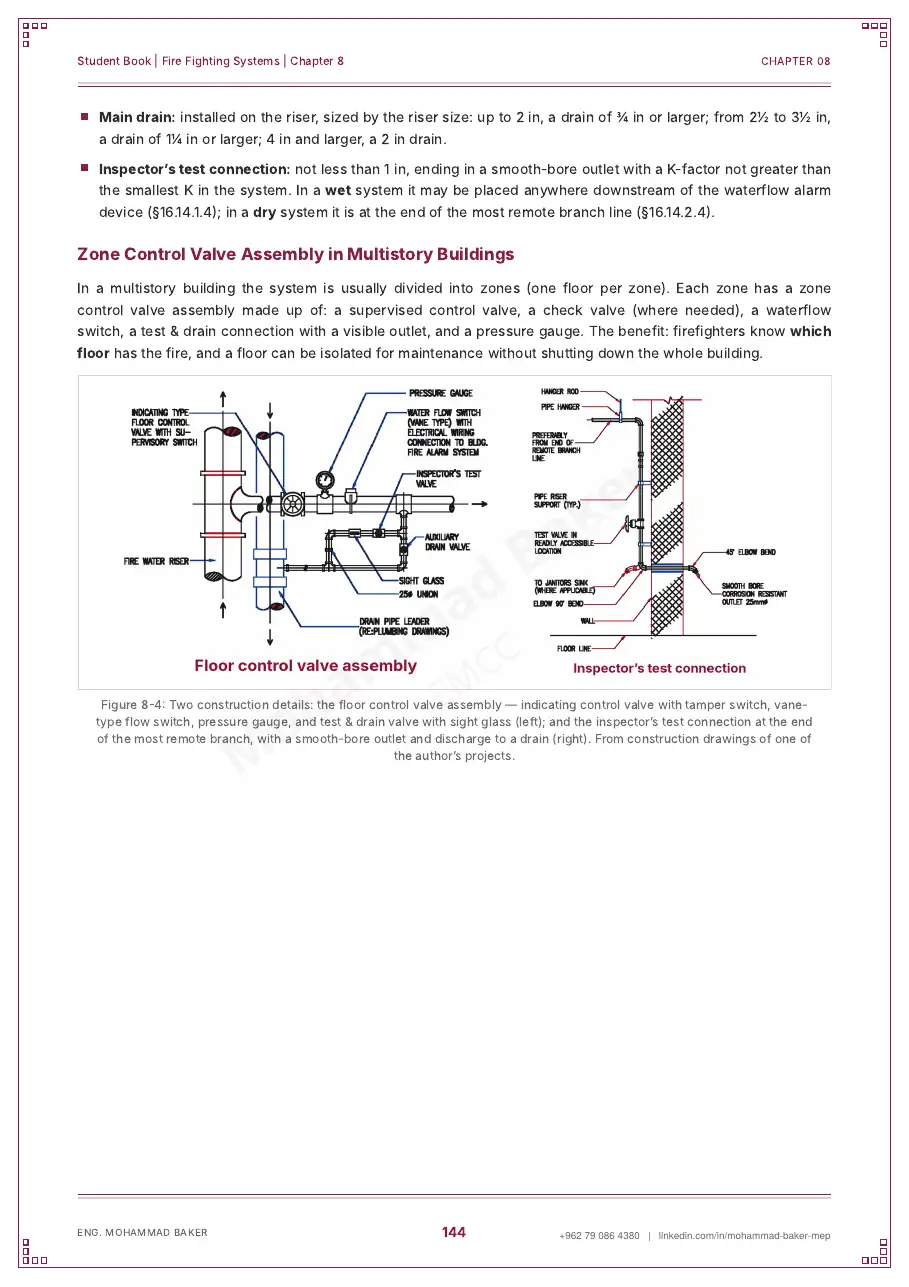 Student Book | Fire Fighting Systems | Chapter 8
CHAPTER 08
Main drain: installed on the riser, sized by the riser size: up to 2 in, a drain of ¾ in or larger; from 2½ to 3½ in,
a drain of 1¼ in or larger; 4 in and larger, a 2 in drain.
Inspector’s test connection: not less than 1 in, ending in a smooth-bore outlet with a K-factor not greater than
the smallest K in the system. In a wet system it may be placed anywhere downstream of the waterflow alarm
device (§16.14.1.4); in a dry system it is at the end of the most remote branch line (§16.14.2.4).
Zone Control Valve Assembly in Multistory Buildings
In a multistory building the system is usually divided into zones (one floor per zone). Each zone has a zone
control valve assembly made up of: a supervised control valve, a check valve (where needed), a waterflow
switch, a test & drain connection with a visible outlet, and a pressure gauge. The benefit: firefighters know which
floor has the fire, and a floor can be isolated for maintenance without shutting down the whole building.
INDICATING TYPE
FLOOR CONTROL
VALVE WITH SU-
PERVISORY SWITCH
PRESSURE GAUGE
WATER FLOW SWITCH
(VANE TYPE) WITH
ELECTRICAL WIRING
CONNECTION TO BLDG.
FIRE ALARM SYSTEM
INSPECTOR'S TEST
VALVE
AUXILIARY
DRAIN VALVE
FIRE WATER RISER
SIGHT GLASS
25ø UNION
DRAIN PIPE LEADER
(RE:PLUMBING DRAWINGS)
Floor control valve assembly
HANGER ROD
PIPE HANGER
PREFERABLY
FROM END OF
REMOTE BRANCH
LINE
PIPE RISER
SUPPORT (TYP.)
TEST VALVE IN
READILY ACCESSIBLE
LOCATION
45' ELBOW BEND
TO JANITORS SINK
(WHERE APPLICABLE)
ELBOW 90' BEND
SMOOTH BORE
CORROSION RESISTANT
OUTLET 25mmø
WALL
FLOOR LINE
Inspector’s test connection
Mohammad Baker
EMCC
Figure 8-4: Two construction details: the floor control valve assembly — indicating control valve with tamper switch, vane-
type flow switch, pressure gauge, and test & drain valve with sight glass (left); and the inspector’s test connection at the end
of the most remote branch, with a smooth-bore outlet and discharge to a drain (right). From construction drawings of one of
the author’s projects.
ENG. MOHAMMAD BAKER
144
+962 79 086 4380 | linkedin.com/in/mohammad-baker-mep